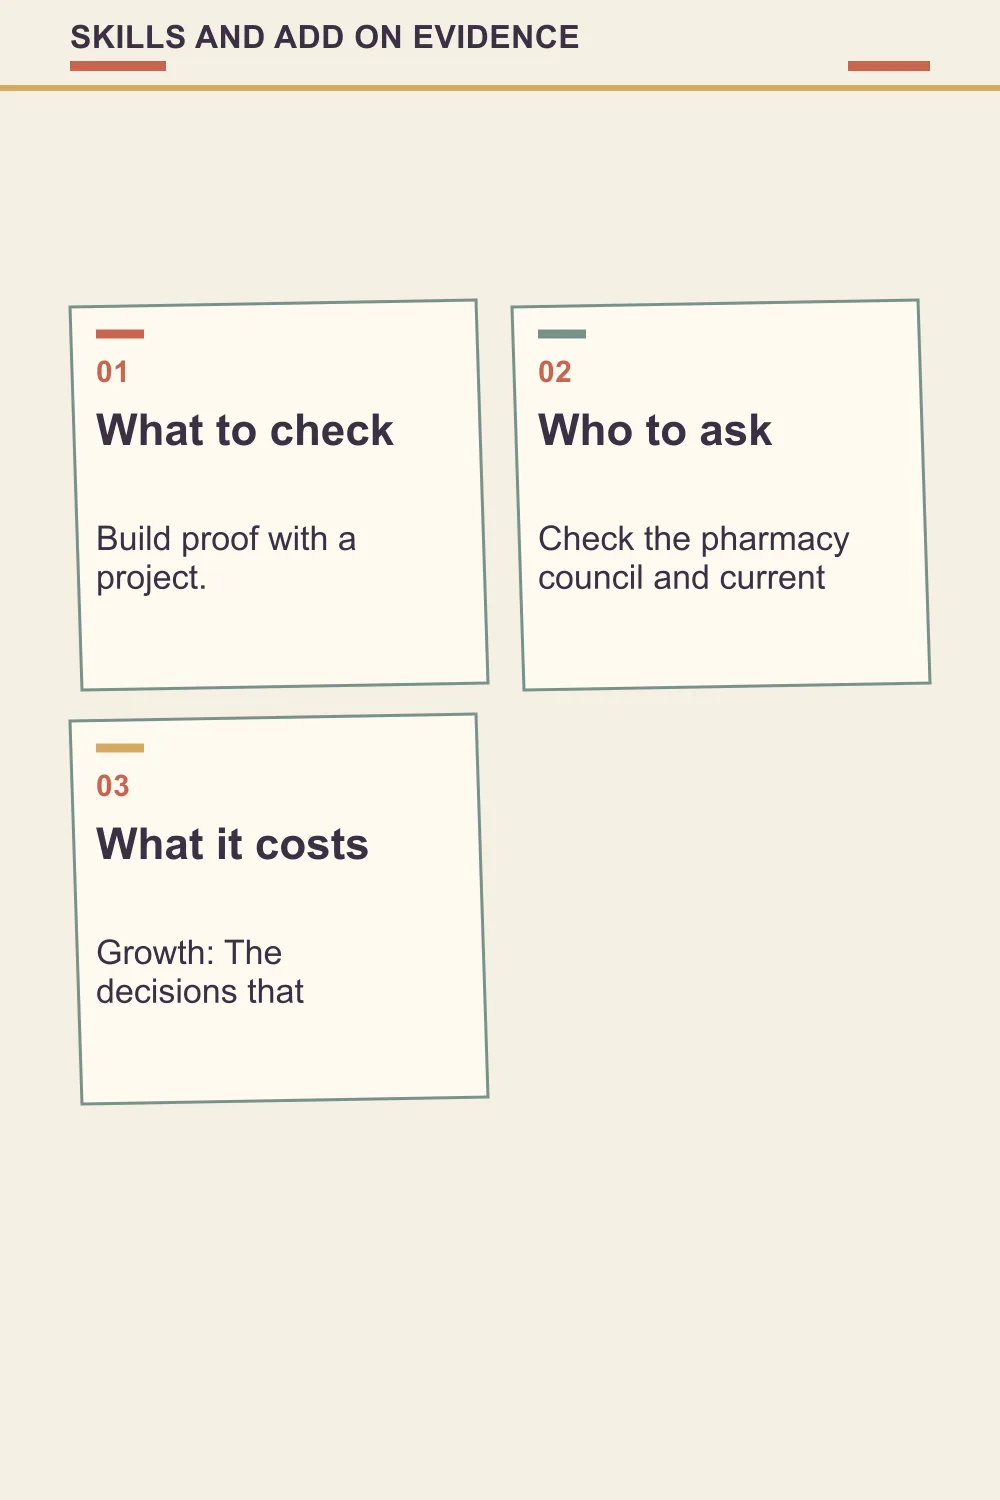 SKILLS AND ADD ON EVIDENCE
01
What to check
Build proof with a
project.
02
Who to ask
Check the pharmacy
council and current
03
What it costs
Growth: The
decisions that